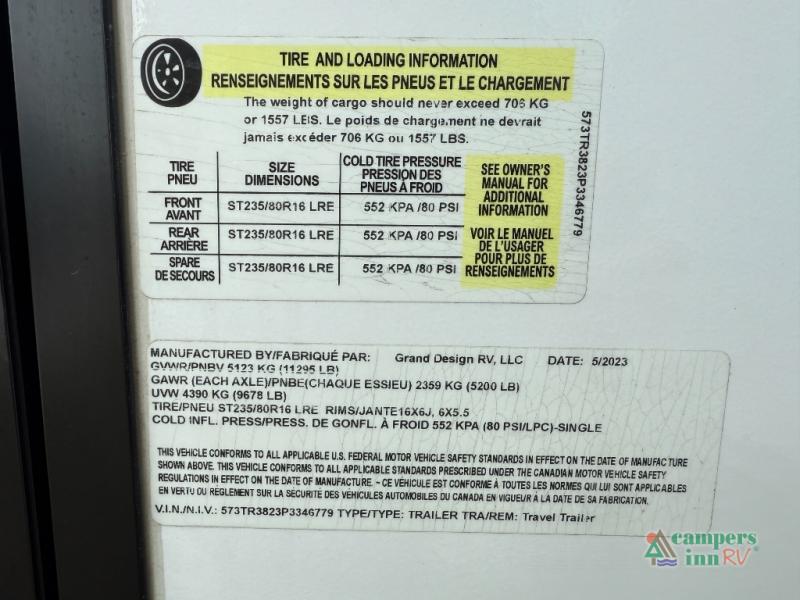 TIRE AND LOADING INFORMATION
RENSEIGNEMENTS SUR LES PNEUS ET LE CHARGEMENT
The weight of cargo should never exceed 706 KG
or 1557 LBS. Le poids de chargement ne devrait
jamais excéder 706 KG ou 1557 LBS.
TIRE PNEU SIZE DIMENSIONS COLD TIRE PRESSURE PRESSION DES PNEUS À FROID
FRONT AVANT ST235/80R16 LRE 552 KPA /80 PSI
REAR ARRIÈRE ST235/80R16 LRE 552 KPA /80 PSI
SPARE DE SECOURS ST235/80R16 LRE 552 KPA /80 PSI
SEE OWNER'S
MANUAL FOR
ADDITIONAL
INFORMATION
VOIR LE MANUEL
DE L'USAGER
POUR PLUS DE
RENSEIGNEMENTS
573TR3823P3346779
MANUFACTURED BY/FABRIQUÉ PAR: Grand Design RV, LLC DATE: 5/2023
GVWR/PNBV 5123 KG (11295 LB)
GAWR (EACH AXLE)/PNBE(CHAQUE ESSIEU) 2359 KG (5200 LB)
UVW 4390 KG (9678 LB)
TIRE/PNEU ST235/80R16 LRE RIMS/JANTE16X6J, 6X5.5
COLD INFL. PRESS/PRESS. DE GONFL. À FROID 552 KPA (80 PSI/LPC)-SINGLE
THIS VEHICLE CONFORMS TO ALL APPLICABLE U.S. FEDERAL MOTOR VEHICLE SAFETY STANDARDS IN EFFECT ON THE DATE OF MANUFACTURE
SHOWN ABOVE. THIS VEHICLE CONFORMS TO ALL APPLICABLE STANDARDS PRESCRIBED UNDER THE CANADIAN MOTOR VEHICLE SAFETY
REGULATIONS IN EFFECT ON THE DATE OF MANUFACTURE. ~ CE VÉHICULE EST CONFORME À TOUTES LES NORMES QUI LUI SONT APPLICABLES
EN VERTU DU RÈGLEMENT SUR LA SÉCURITÉ DES VÉHICULES AUTOMOBILES DU CANADA EN VIGUEUR À LA DATE DE SA FABRICATION.
V.I.N./N.I.V.: 573TR3823P3346779 TYPE/TYPE: TRAILER TRA/REM: Travel Trailer
campers
inn RV®